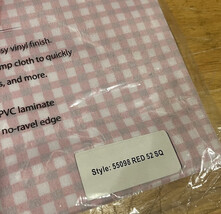 sy vinyl finish.
mp cloth to quickly
s, and more.
PVC laminate
no-ravel edge
Style: 55098 RED 52 SQ